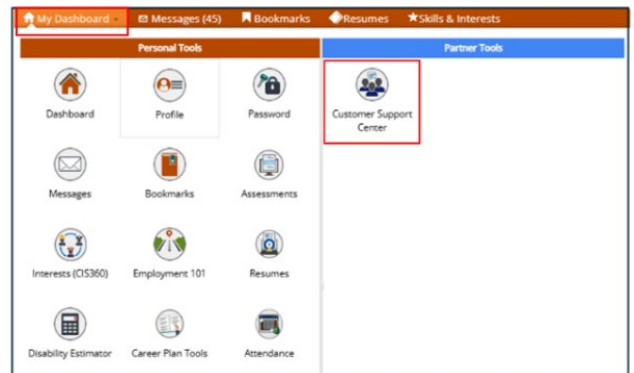 My Dashboard Messages (45) Bookmarks Resumes Skills & Interests
Personal Tools
Partner Tools
Dashboard Profile Password
Customer Support
Center
Messages Bookmarks Assessments
Interests (CIS360) Employment 101 Resumes
Disability Estimator Career Plan Tools Attendance